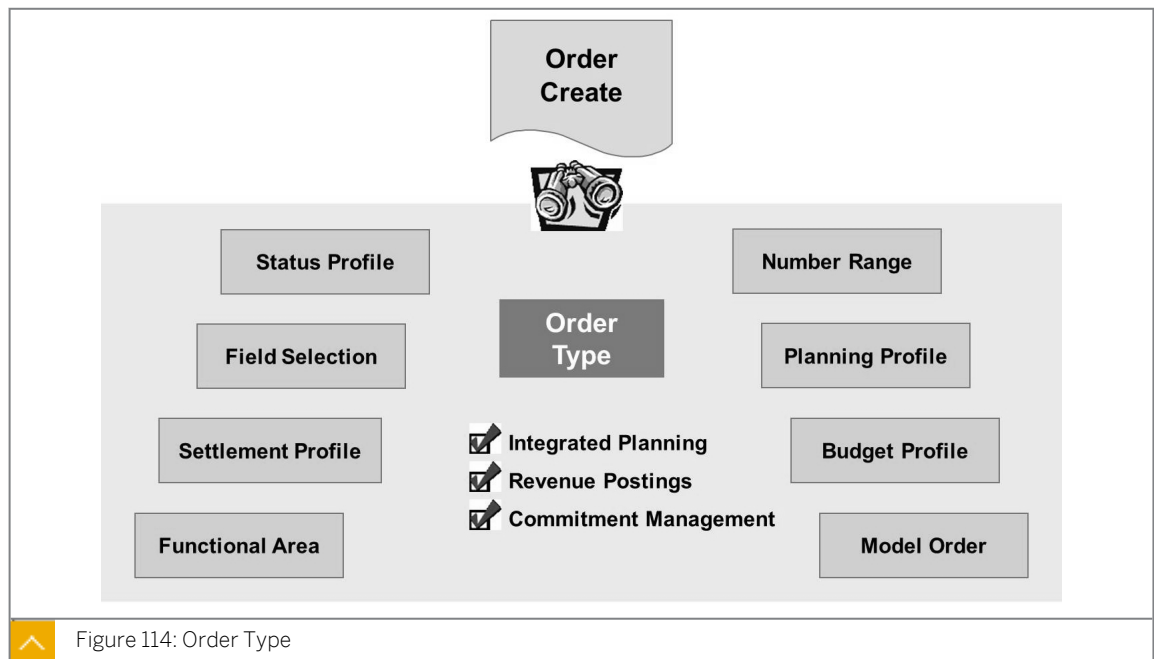 Order
Create
Status Profile
Number Range
Order
Type
Field Selection
Planning Profile
Settlement Profile
Integrated Planning
Budget Profile
Revenue Postings
Commitment Management
Functional Area
Model Order
Figure 114: Order Type